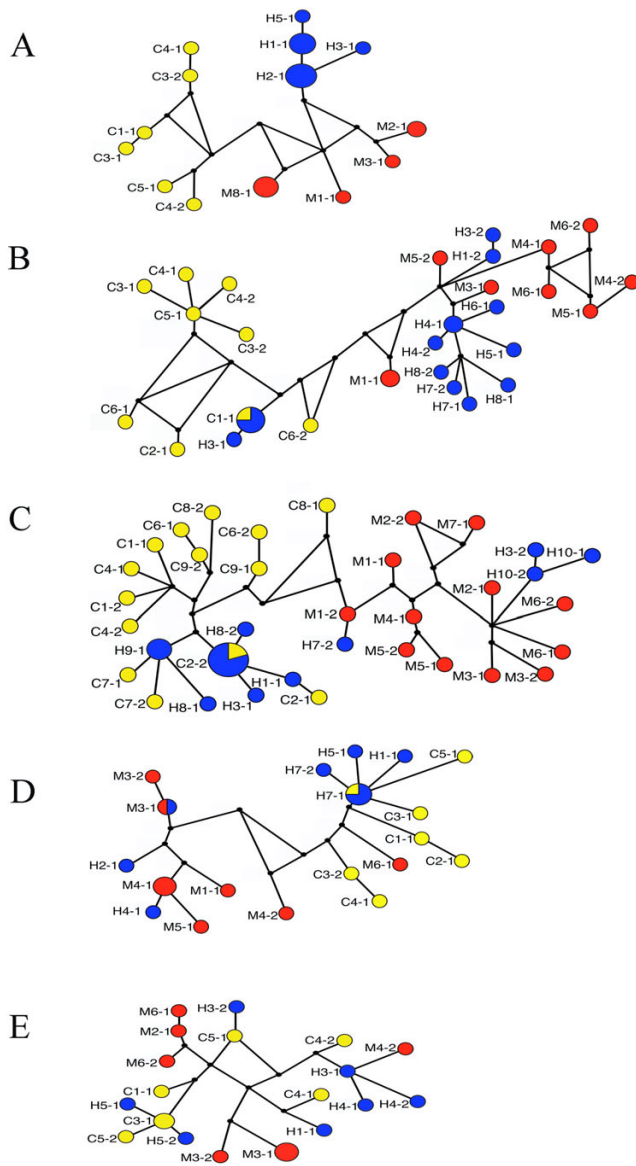 A
H5-1
C4-1
H1-1
H3-1
C3-2
H2-1
C1-1
M2-1
C3-1
M3-1
C5-1
M8-1
M1-1
C4-2
B
H3-2
M6-2
C4-1
M5-2
H1-2
M4-1
C3-1
C4-2
M3-1
M6-1
M4-2
C5-1
H6-1
M5-1
H4-1
C3-2
H4-2
H5-1
M1-1
H8-2
H8-1
H7-2
C6-1
C1-1
H7-1
C6-2
H3-1
C2-1
C
C8-2
C8-1
C6-1
C6-2
M2-2
M7-1
C1-1
H3-2
H10-1
C9-2
C9-1
M1-1
C4-1
H10-2
M2-1
C1-2
M6-2
M1-2
M4-1
C4-2
H8-2
H9-1
H7-2
M5-2
M6-1
C2-2
M5-1
C7-1
H1-1
M3-1
M3-2
C7-2
H8-1
H3-1
C2-1
D
H5-1
H1-1
C5-1
M3-2
H7-2
H7-1
M3-1
C3-1
C1-1
H2-1
M6-1
C2-1
C3-2
M4-1
M1-1
H4-1
C4-1
M5-1
M4-2
E
M6-1
H3-2
M2-1
C5-1
C4-2
M4-2
M6-2
H3-1
C1-1
C4-1
H5-1
H4-1
H4-2
C3-1
H1-1
C5-2
H5-2
M3-2
M3-1